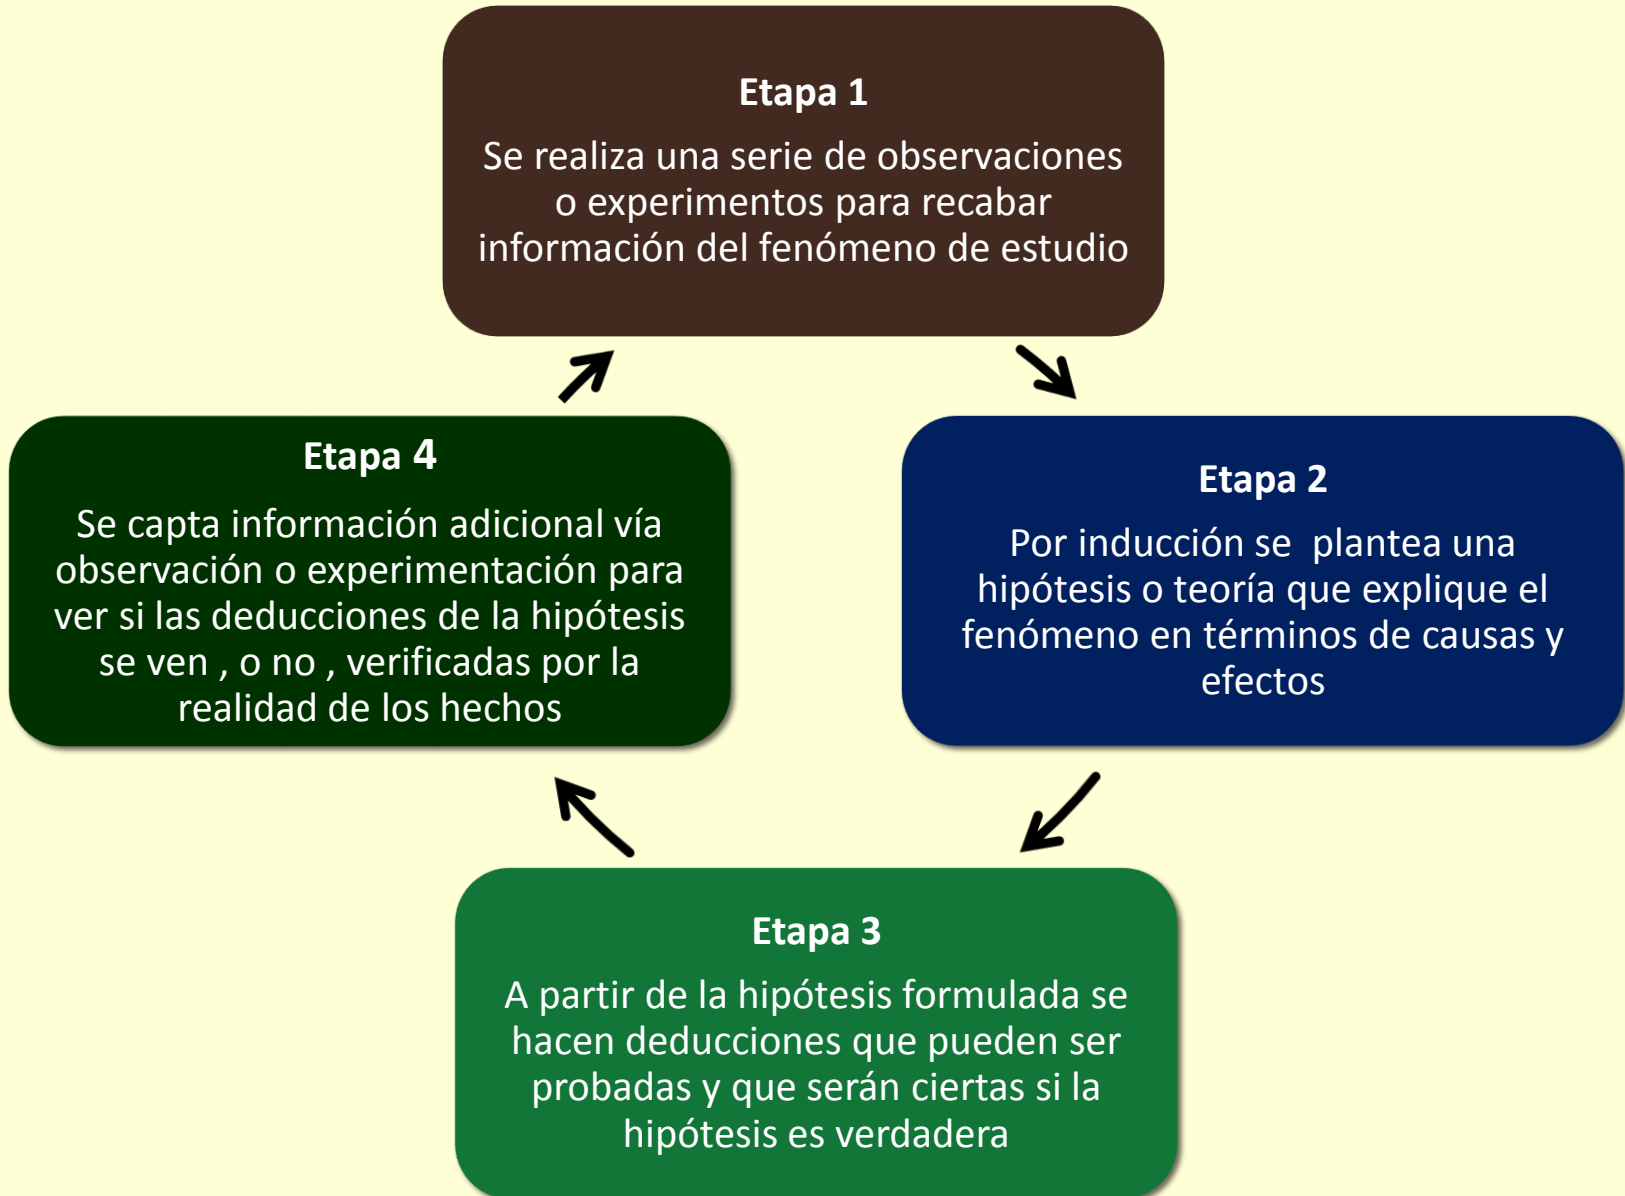 Etapa 1
Se realiza una serie de observaciones
o experimentos para recabar
información del fenómeno de estudio
Etapa 2
Por inducción se plantea una
hipótesis o teoría que explique el
fenómeno en términos de causas y
efectos
Etapa 3
A partir de la hipótesis formulada se
hacen deducciones que pueden ser
probadas y que serán ciertas si la
hipótesis es verdadera
Etapa 4
Se capta información adicional vía
observación o experimentación para
ver si las deducciones de la hipótesis
se ven , o no , verificadas por la
realidad de los hechos